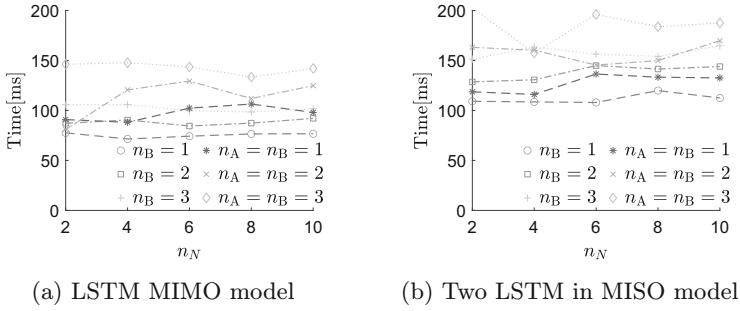 200
150
100
50
0
Time[ms]
2 4 6 8 10
n_N
n_B = 1
n_B = 2
n_B = 3
n_A = n_B = 1
n_A = n_B = 2
n_A = n_B = 3
(a) LSTM MIMO model
200
150
100
50
0
Time[ms]
2 4 6 8 10
n_N
n_B = 1
n_B = 2
n_B = 3
n_A = n_B = 1
n_A = n_B = 2
n_A = n_B = 3
(b) Two LSTM in MISO model